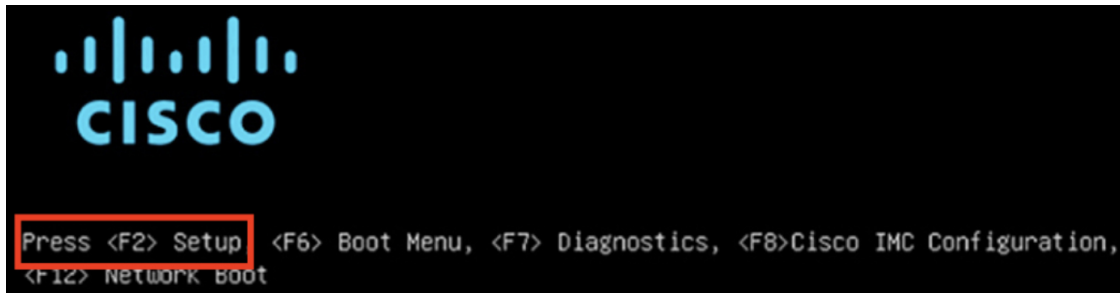 CISCO
Press <F2> Setup, <F6> Boot Menu, <F7> Diagnostics, <F8>Cisco IMC Configuration,
<F12> Network Boot